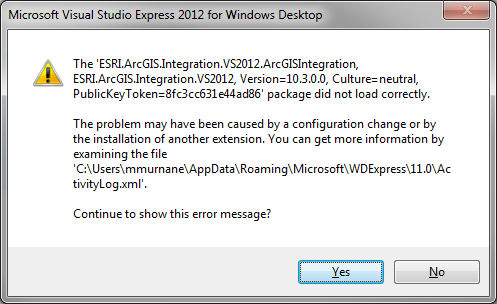 Microsoft Visual Studio Express 2012 for Windows Desktop
The 'ESRI.ArcGIS.Integration.VS2012.ArcGISIntegration,
ESRI.ArcGIS.Integration.VS2012, Version=10.3.0.0, Culture=neutral,
PublicKeyToken=8fc3cc631e44ad86' package did not load correctly.
The problem may have been caused by a configuration change or by
the installation of another extension. You can get more information by
examining the file
'C:\Users\mmurnane\AppData\Roaming\Microsoft\WDExpress\11.0\Ac
tivityLog.xml'.
Continue to show this error message?
Yes
No